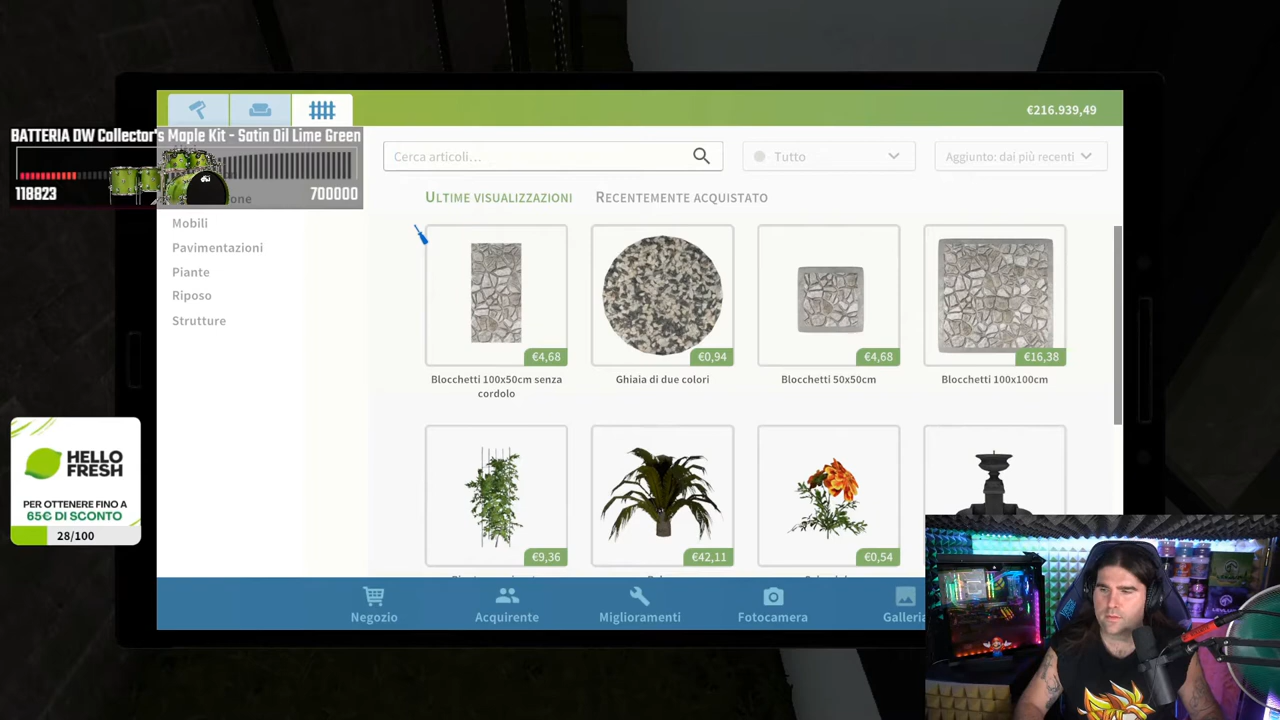 €216.939,49
BATTERIA DW Collector's Maple Kit - Satin Oil Lime Green
118823
700000
Cerca articoli...
Tutto
Aggiunto: dai più recenti
Mobili
Pavimentazioni
Piante
Riposo
Strutture
ULTIME VISUALIZZAZIONI
RECENTEMENTE ACQUISTATO
€4,68
€0,94
€4,68
€16,38
Blocchetti 100x50cm senza
cordolo
Ghiaia di due colori
Blocchetti 50x50cm
Blocchetti 100x100cm
€9,36
€42,11
€0,54
HELLO
FRESH
PER OTTENERE FINO A
65€ DI SCONTO
28/100
Negozio
Acquirente
Miglioramenti
Fotocamera
Galleria